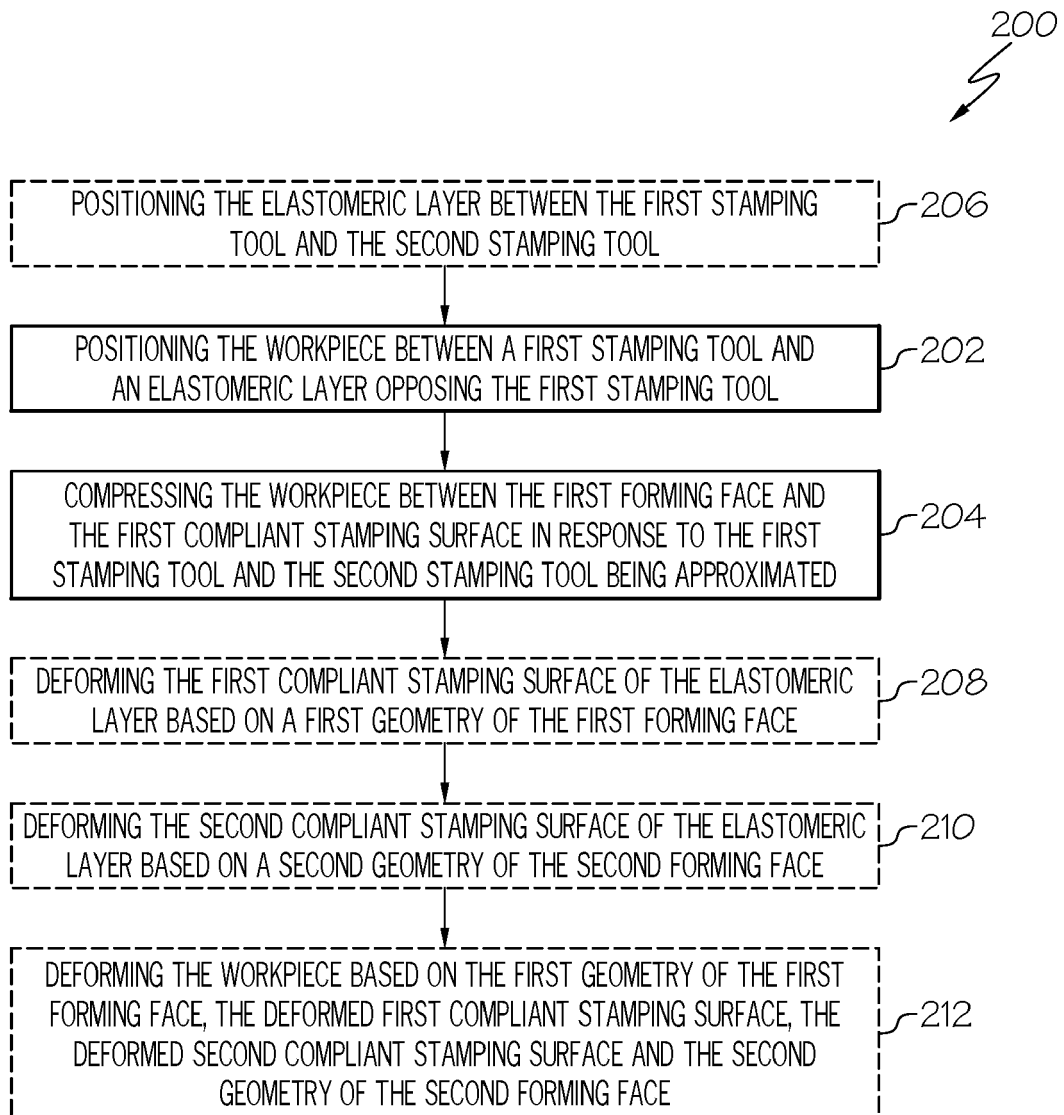 200
POSITIONING THE ELASTOMERIC LAYER BETWEEN THE FIRST STAMPING
TOOL AND THE SECOND STAMPING TOOL
206
POSITIONING THE WORKPIECE BETWEEN A FIRST STAMPING TOOL AND
AN ELASTOMERIC LAYER OPPOSING THE FIRST STAMPING TOOL
202
COMPRESSING THE WORKPIECE BETWEEN THE FIRST FORMING FACE AND
THE FIRST COMPLIANT STAMPING SURFACE IN RESPONSE TO THE FIRST
STAMPING TOOL AND THE SECOND STAMPING TOOL BEING APPROXIMATED
204
DEFORMING THE FIRST COMPLIANT STAMPING SURFACE OF THE ELASTOMERIC
LAYER BASED ON A FIRST GEOMETRY OF THE FIRST FORMING FACE
208
DEFORMING THE SECOND COMPLIANT STAMPING SURFACE OF THE ELASTOMERIC
LAYER BASED ON A SECOND GEOMETRY OF THE SECOND FORMING FACE
210
DEFORMING THE WORKPIECE BASED ON THE FIRST GEOMETRY OF THE FIRST
FORMING FACE, THE DEFORMED FIRST COMPLIANT STAMPING SURFACE, THE
DEFORMED SECOND COMPLIANT STAMPING SURFACE AND THE SECOND
GEOMETRY OF THE SECOND FORMING FACE
212